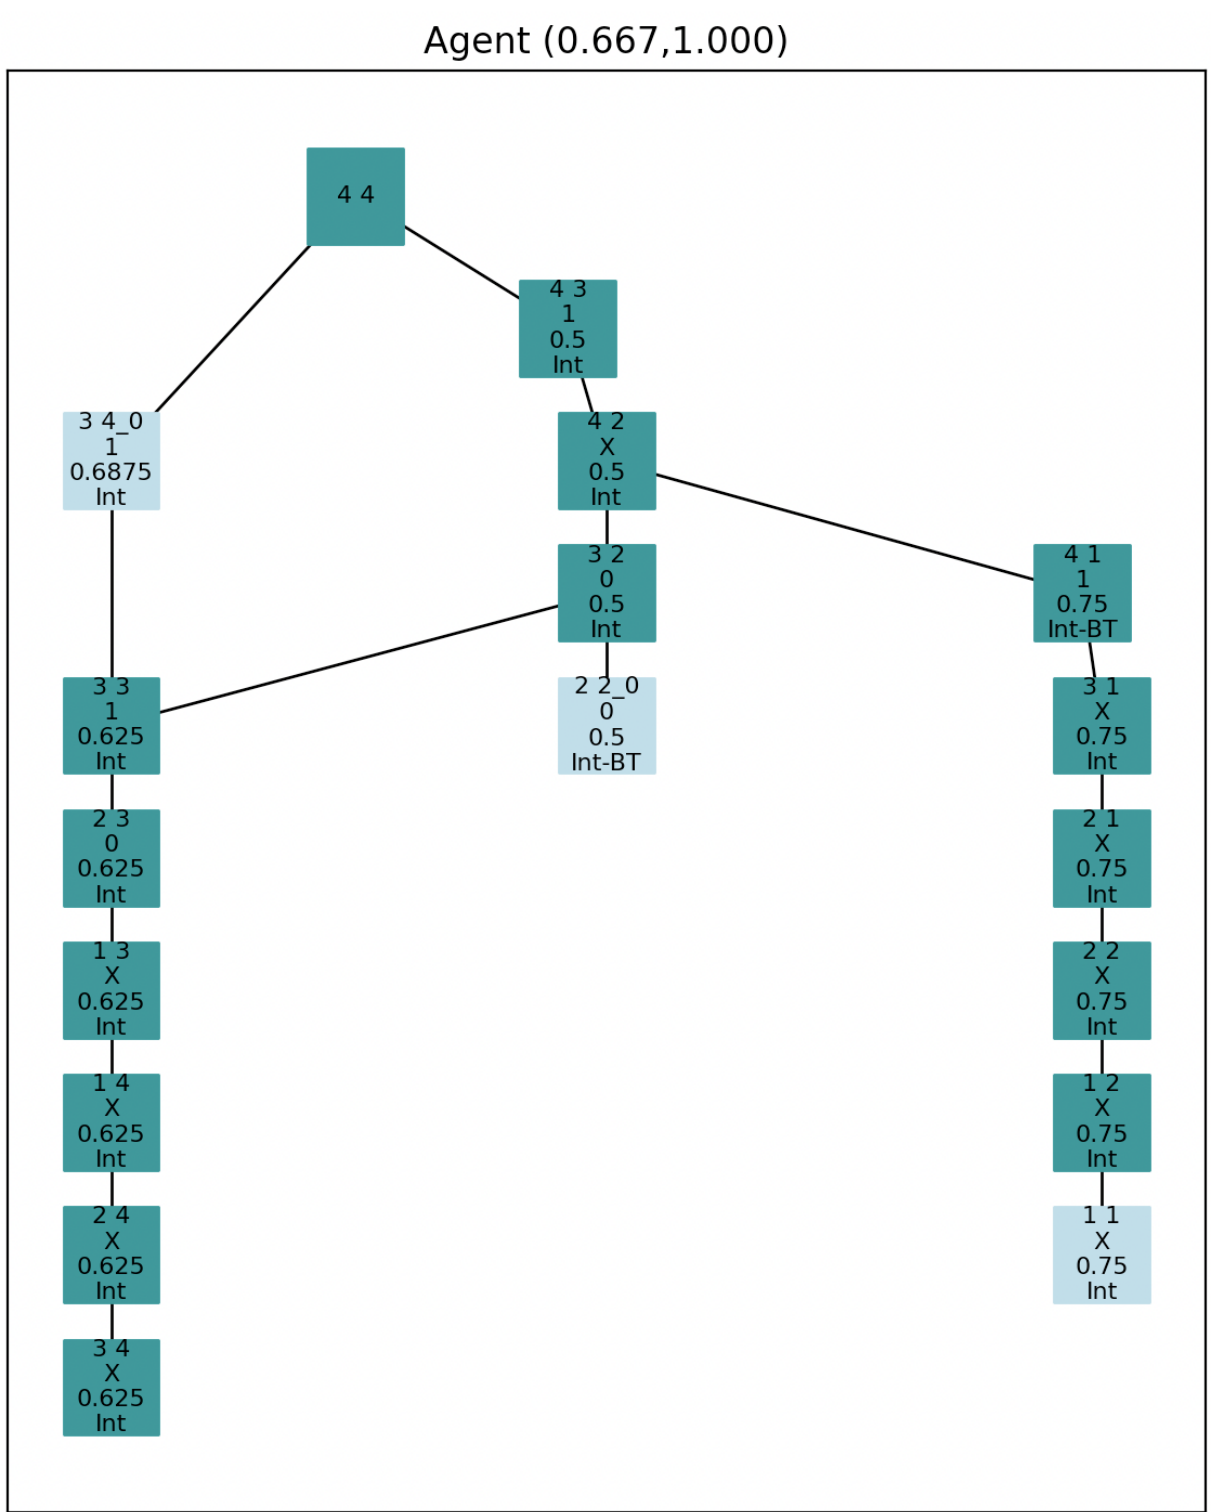 Agent (0.667,1.000)
4 4
4 3
1
0.5
Int
3 4_0
1
0.6875
Int
4 2
X
0.5
Int
3 2
0
0.5
Int
4 1
1
0.75
Int-BT
3 3
1
0.625
Int
2 2_0
0
0.5
Int-BT
3 1
X
0.75
Int
2 3
0
0.625
Int
2 1
X
0.75
Int
1 3
X
0.625
Int
2 2
X
0.75
Int
1 4
X
0.625
Int
1 2
X
0.75
Int
2 4
X
0.625
Int
1 1
X
0.75
Int
3 4
X
0.625
Int